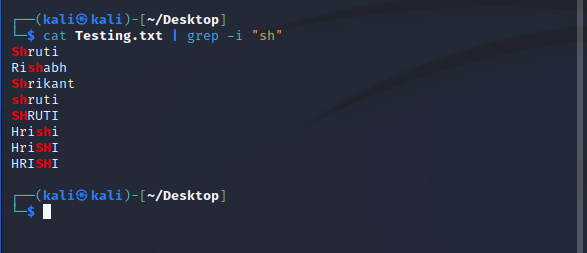 ┌──(kali㉿kali)-[~/Desktop]
└─$ cat Testing.txt | grep -i "sh"
Shruti
Rishabh
Shrikant
shruti
SHRUTI
Hrishi
HriSHI
HRISHI
┌──(kali㉿kali)-[~/Desktop]
└─$